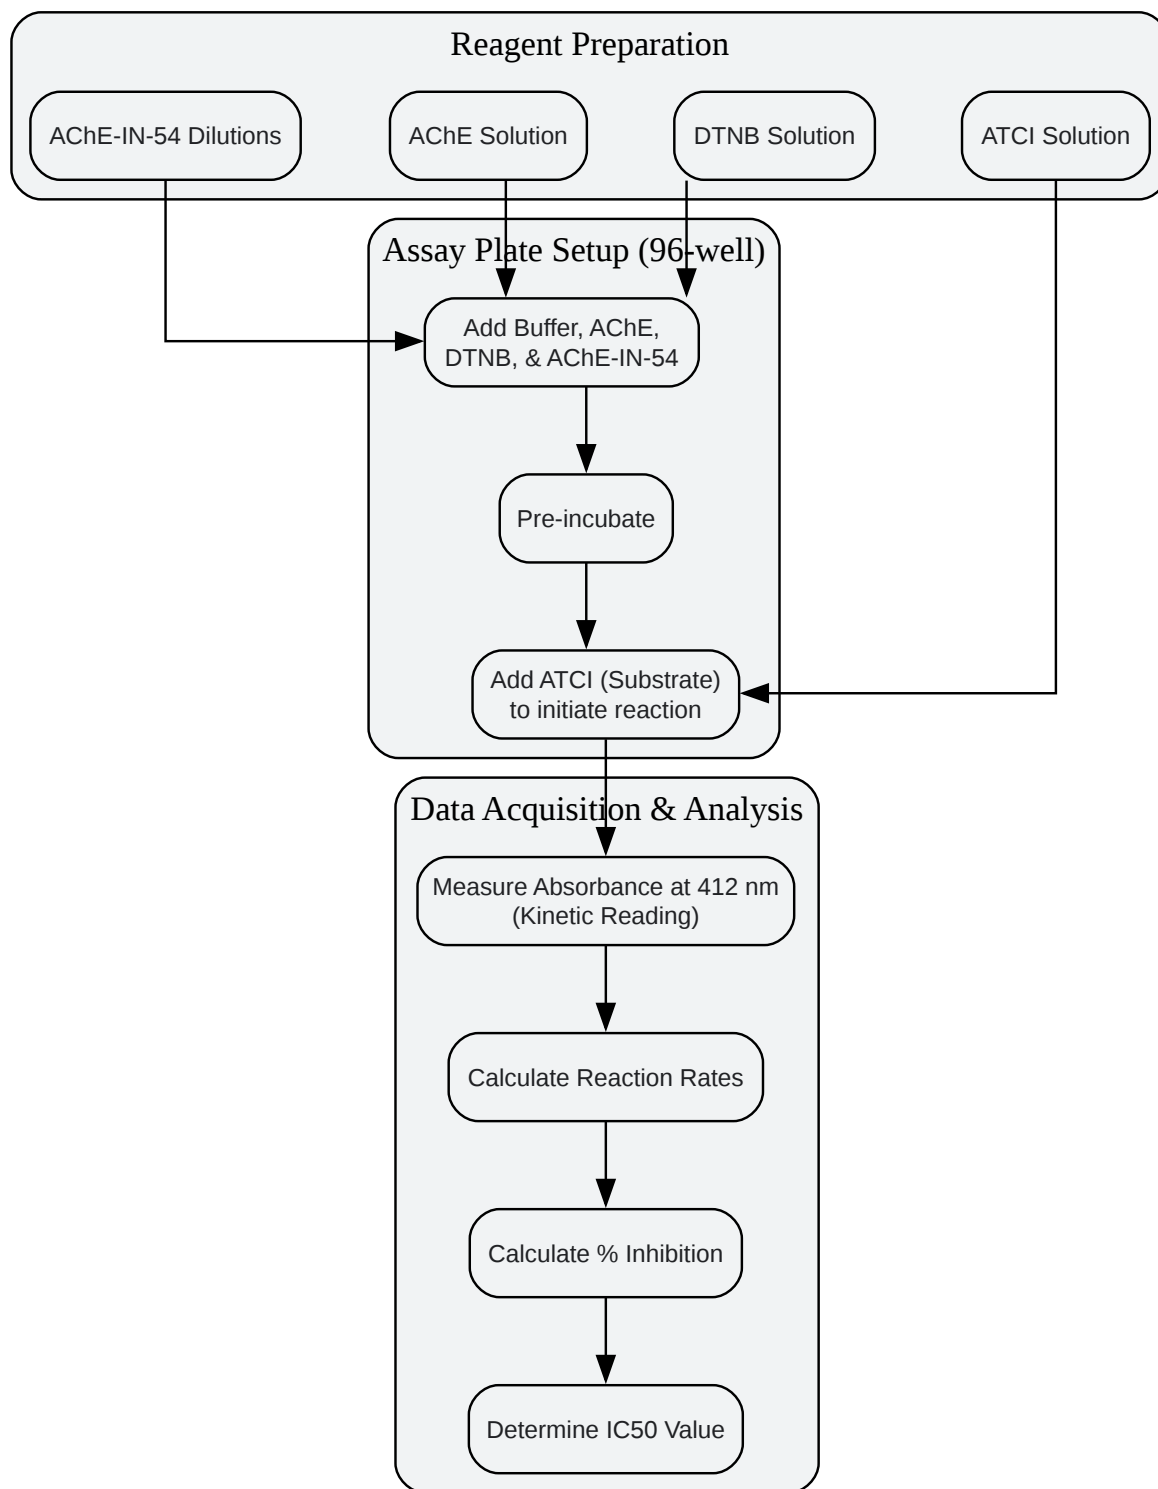 Reagent Preparation
AChE-IN-54 Dilutions
AChE Solution
DTNB Solution
ATCI Solution
Assay Plate Setup (96-well)
Add Buffer, AChE,
DTNB, & AChE-IN-54
Pre-incubate
Add ATCI (Substrate)
to initiate reaction
Data Acquisition & Analysis
Measure Absorbance at 412 nm
(Kinetic Reading)
Calculate Reaction Rates
Calculate % Inhibition
Determine IC50 Value